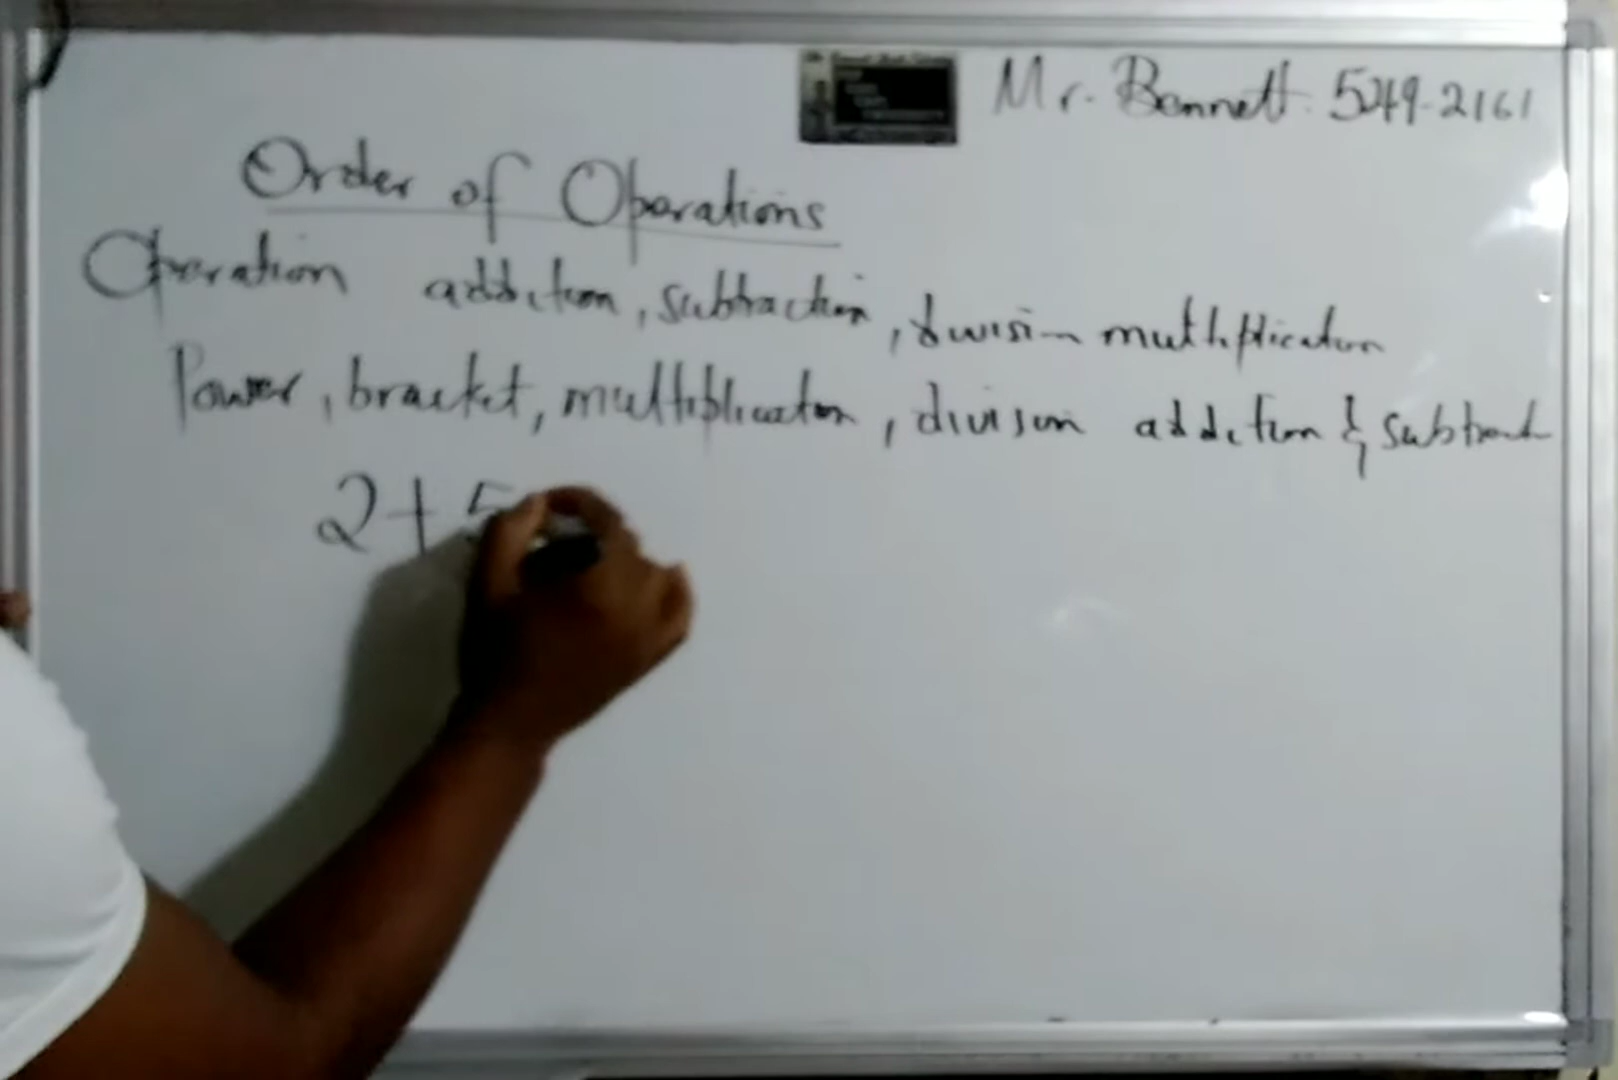 Mr. Bennett. 549-2161
Order of Operations
Operation addition, subtraction, division multiplication
Power, bracket, multiplication, division addition & subtract
2+5